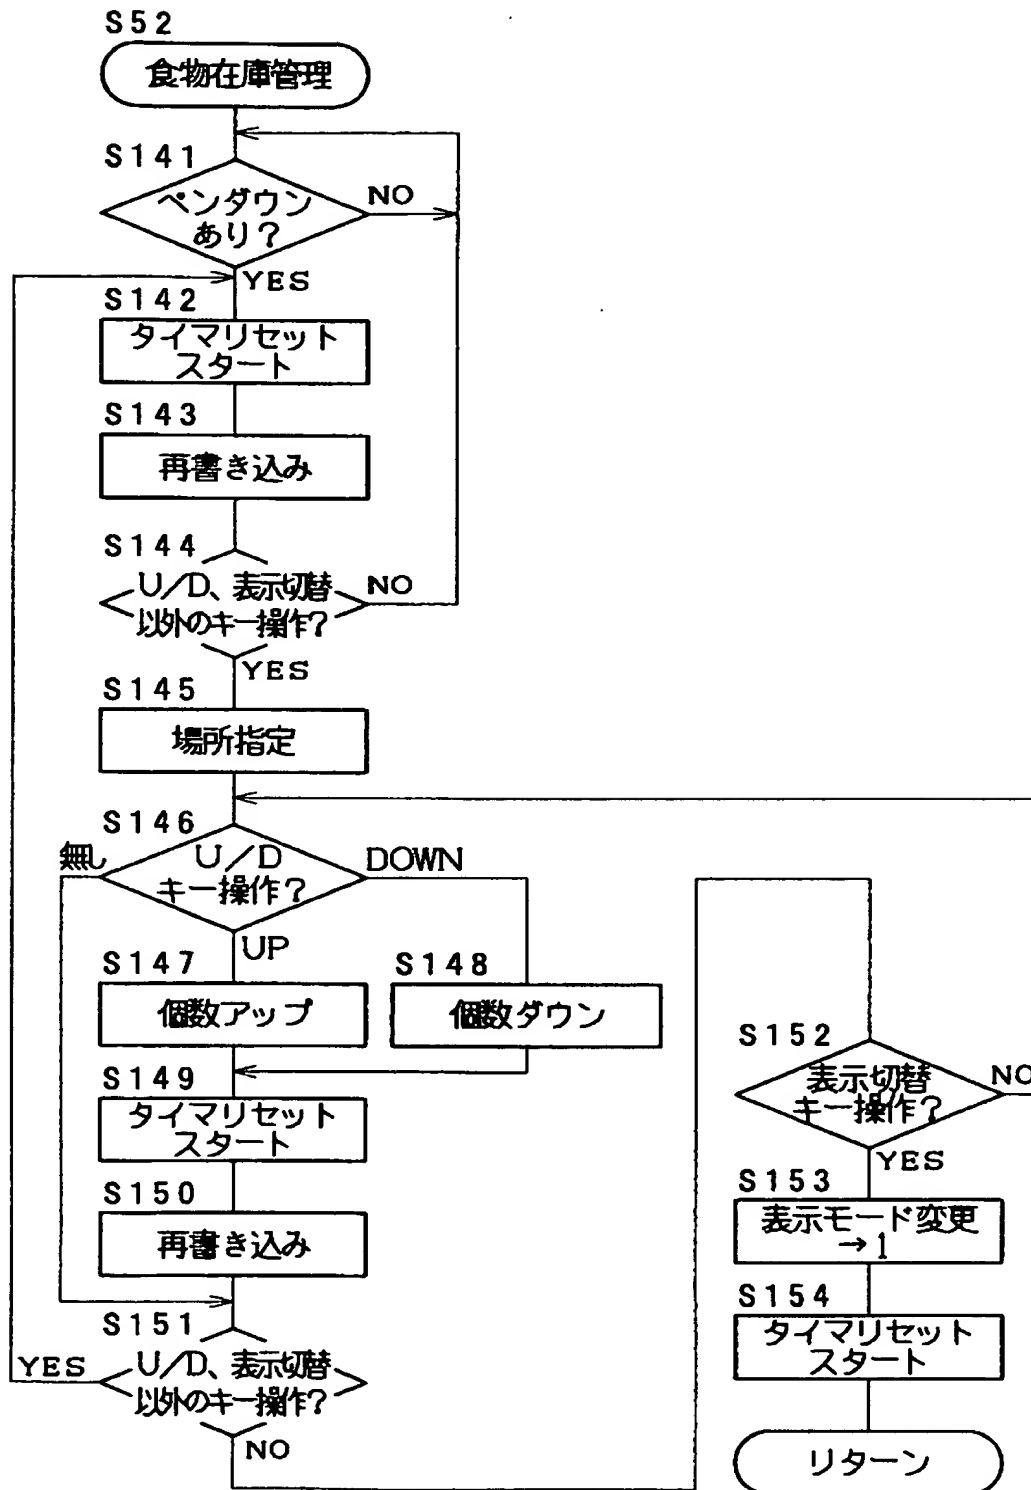 S52
食物在庫管理
S141
ペンダウン
あり?
NO
YES
S142
タイマリセット
スタート
S143
再書き込み
S144
U/D、表示切替
以外のキー操作?
NO
YES
S145
場所指定
S146
無し
U/D
キー操作?
DOWN
UP
S147
個数アップ
S148
個数ダウン
S149
タイマリセット
スタート
S150
再書き込み
S151
YES
U/D、表示切替
以外のキー操作?
NO
S152
表示切替
キー操作?
NO
YES
S153
表示モード変更
→1
S154
タイマリセット
スタート
リターン